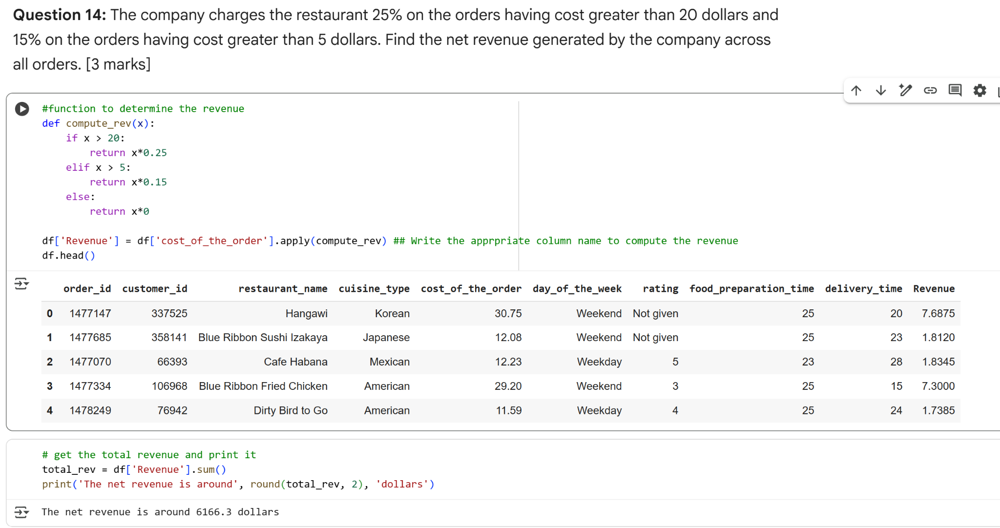 Question 14: The company charges the restaurant 25% on the orders having cost greater than 20 dollars and
15% on the orders having cost greater than 5 dollars. Find the net revenue generated by the company across
all orders. [3 marks]
#function to determine the revenue
def compute_rev(x):
    if x > 20:
        return x*0.25
    elif x > 5:
        return x*0.15
    else:
        return x*0
df['Revenue'] = df['cost_of_the_order'].apply(compute_rev) ## Write the apprpriate column name to compute the revenue
df.head()
order_id customer_id restaurant_name cuisine_type cost_of_the_order day_of_the_week rating food_preparation_time delivery_time Revenue
0 1477147 337525 Hangawi Korean 30.75 Weekend Not given 25 20 7.6875
1 1477685 358141 Blue Ribbon Sushi Izakaya Japanese 12.08 Weekend Not given 25 23 1.8120
2 1477070 66393 Cafe Habana Mexican 12.23 Weekday 5 23 28 1.8345
3 1477334 106968 Blue Ribbon Fried Chicken American 29.20 Weekend 3 25 15 7.3000
4 1478249 76942 Dirty Bird to Go American 11.59 Weekday 4 25 24 1.7385
# get the total revenue and print it
total_rev = df['Revenue'].sum()
print('The net revenue is around', round(total_rev, 2), 'dollars')
The net revenue is around 6166.3 dollars